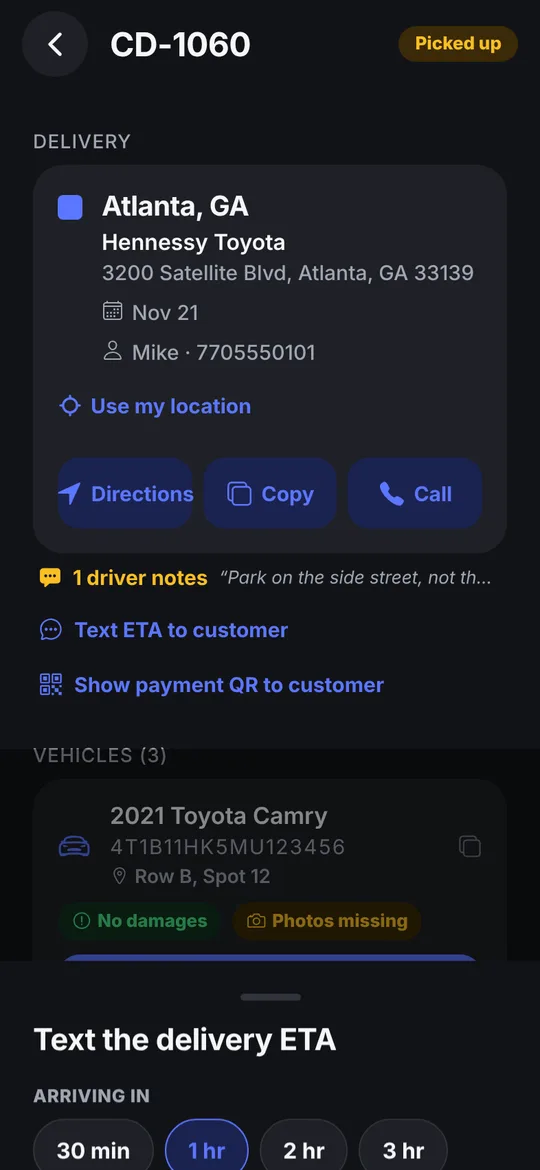 CD-1060
Picked up
DELIVERY
Atlanta, GA
Hennessy Toyota
3200 Satellite Blvd, Atlanta, GA 33139
Nov 21
Mike · 7705550101
Use my location
Directions
Copy
Call
1 driver notes “Park on the side street, not th...
Text ETA to customer
Show payment QR to customer
VEHICLES (3)
2021 Toyota Camry
4T1B11HK5MU123456
Row B, Spot 12
No damages
Photos missing
Text the delivery ETA
ARRIVING IN
30 min
1 hr
2 hr
3 hr